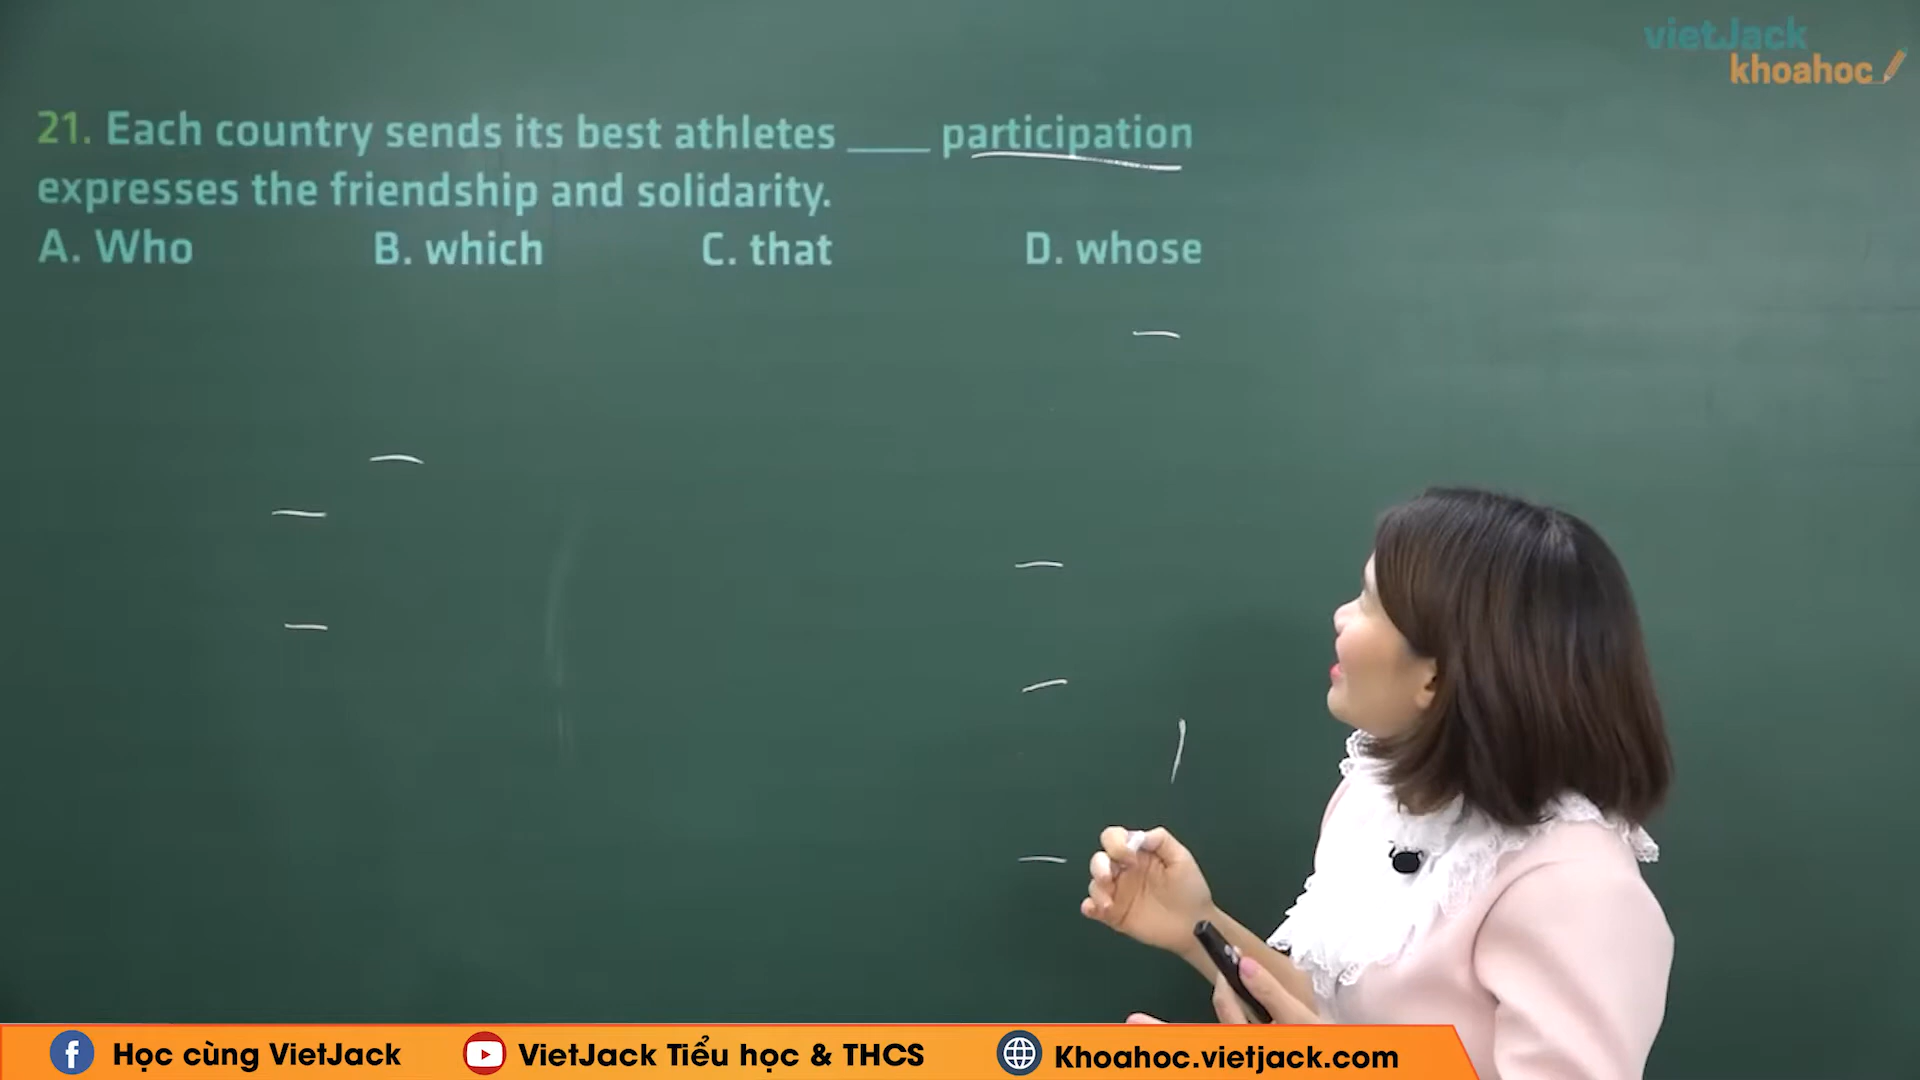 vietJack
khoahoc
21. Each country sends its best athletes ____ participation
expresses the friendship and solidarity.
A. Who B. which C. that D. whose
Học cùng VietJack VietJack Tiểu học & THCS Khoahoc.vietjack.com